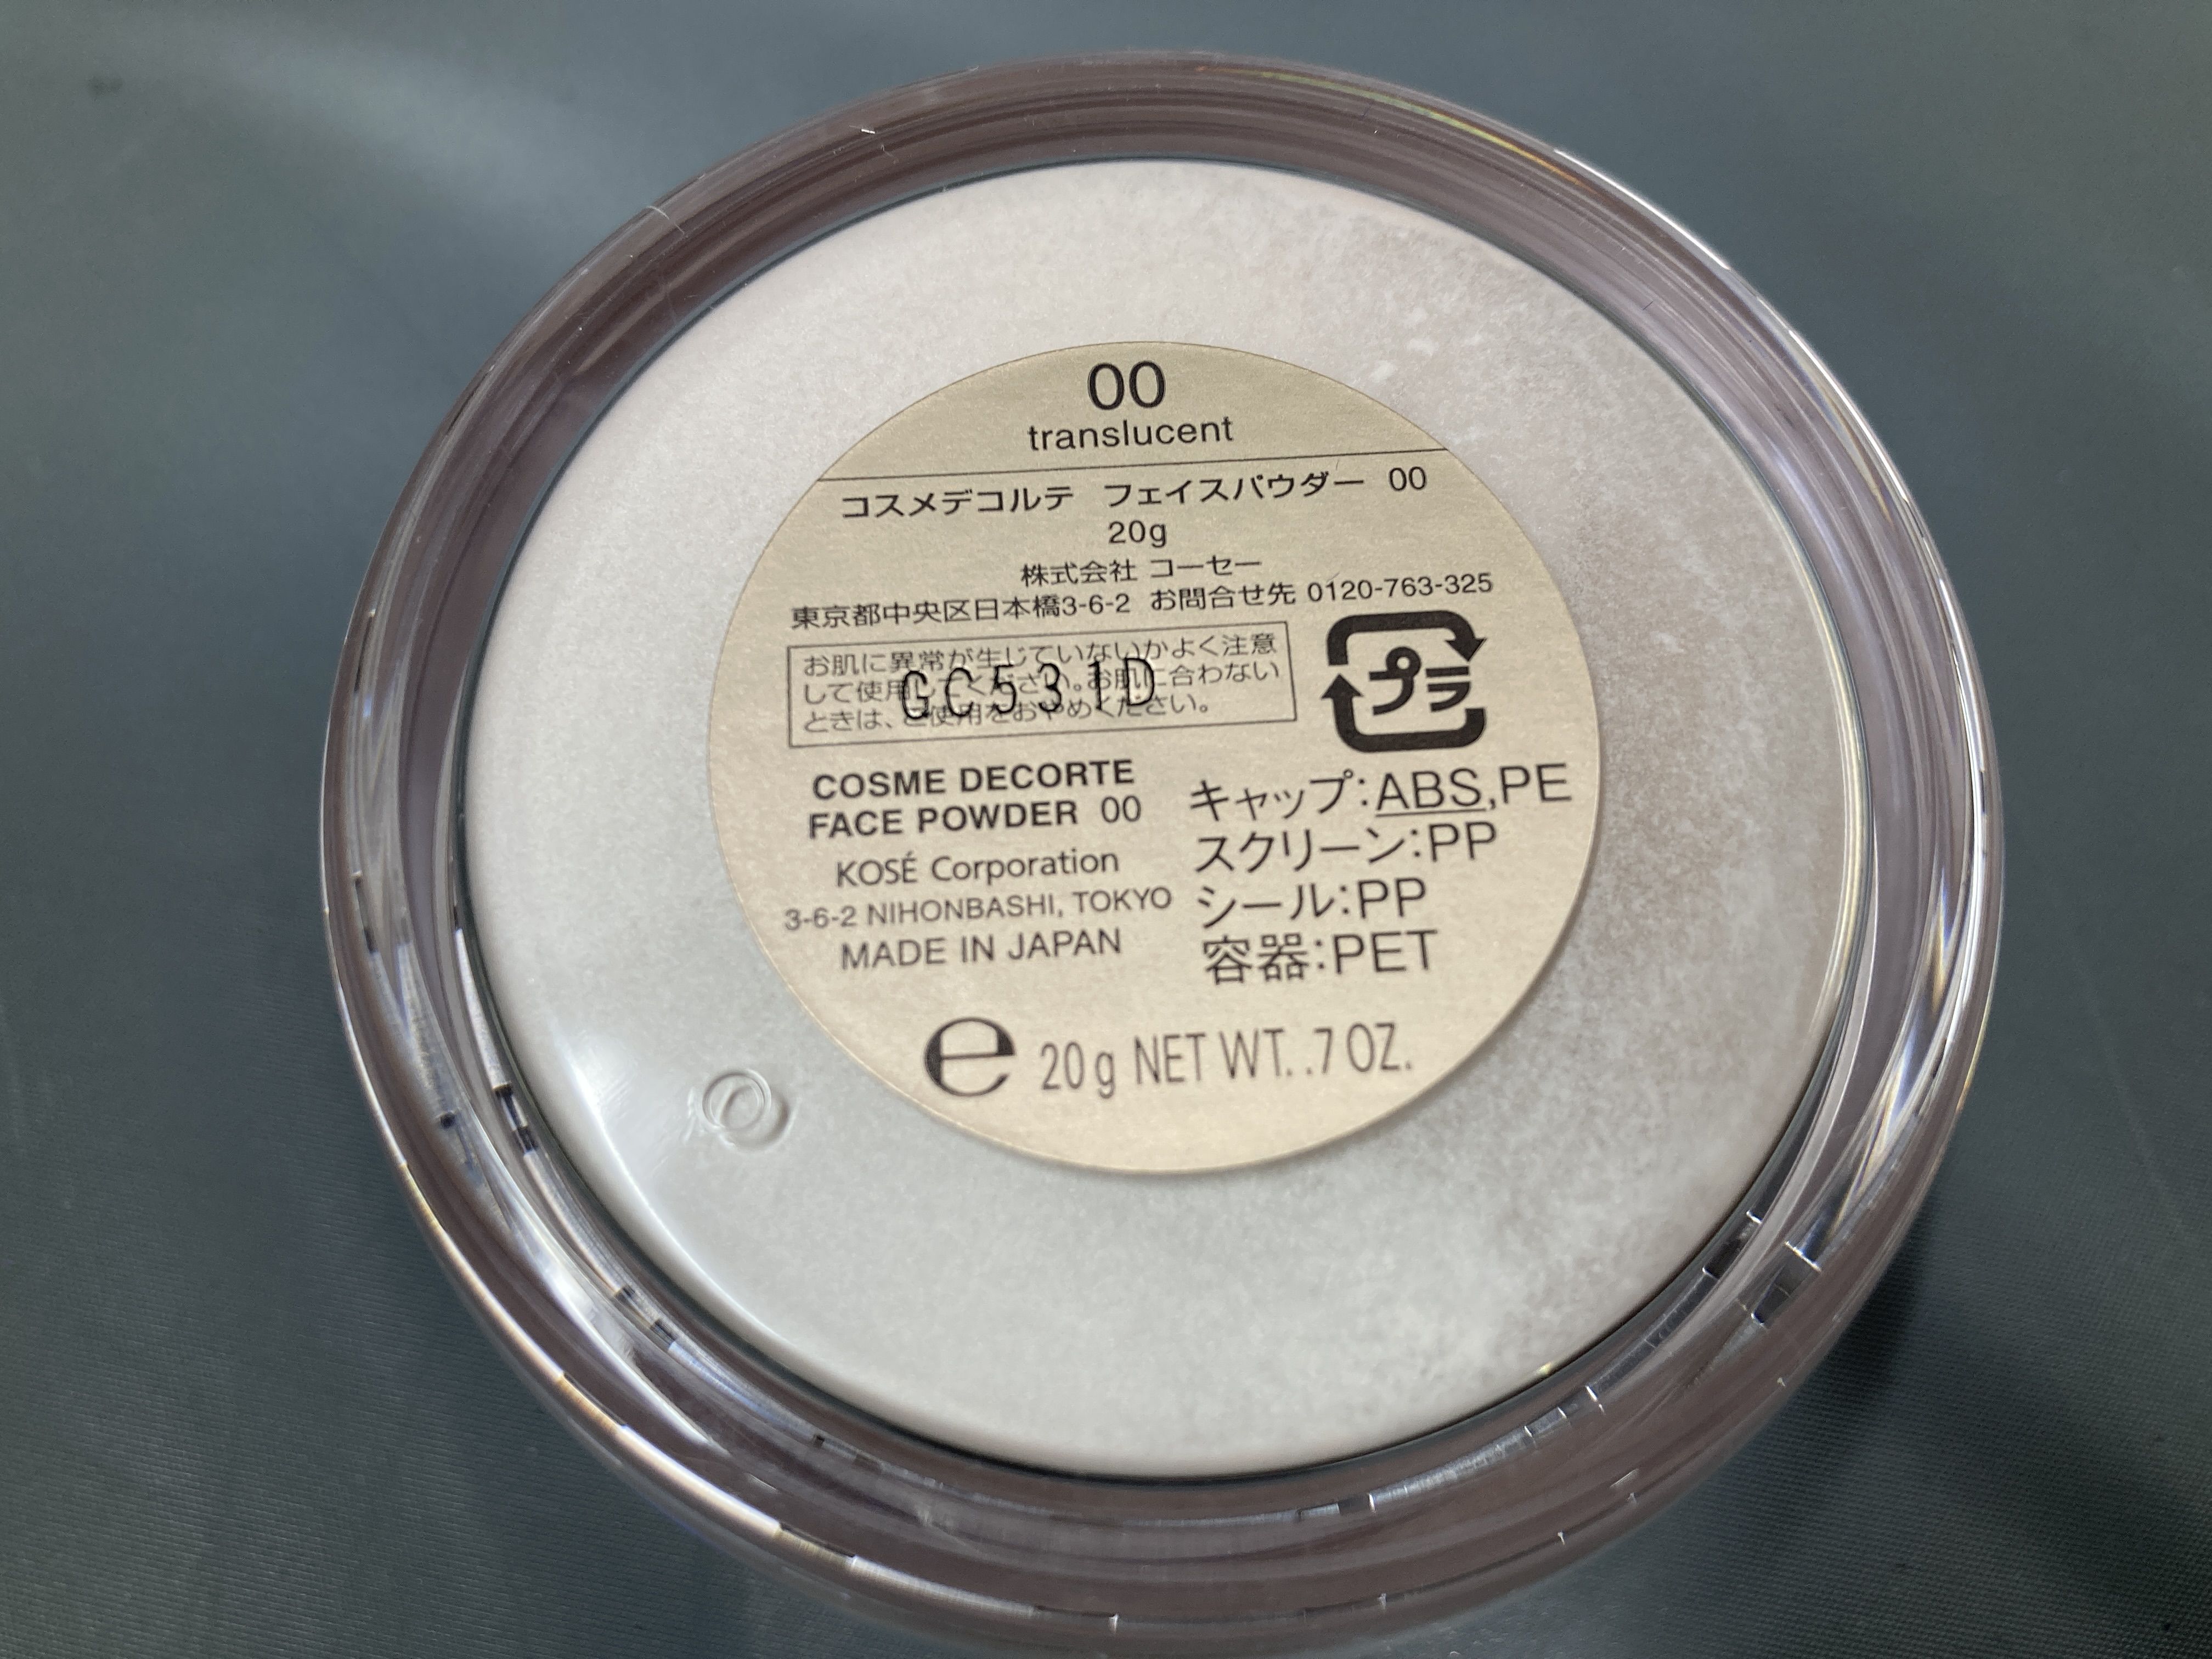 00
translucent
コスメデコルテ フェイスパウダー 00
20g
株式会社 コーセー
東京都中央区日本橋3-6-2 お問合せ先 0120-763-325
お肌に異常が生じていないかよく注意
して使用してください。お肌に合わない
ときは、ご使用をおやめください。
GC531D
プラ
COSME DECORTE
FACE POWDER 00
KOSÉ Corporation
3-6-2 NIHONBASHI, TOKYO
MADE IN JAPAN
キャップ:ABS,PE
スクリーン:PP
シール:PP
容器:PET
e 20g NET WT. .7 OZ.